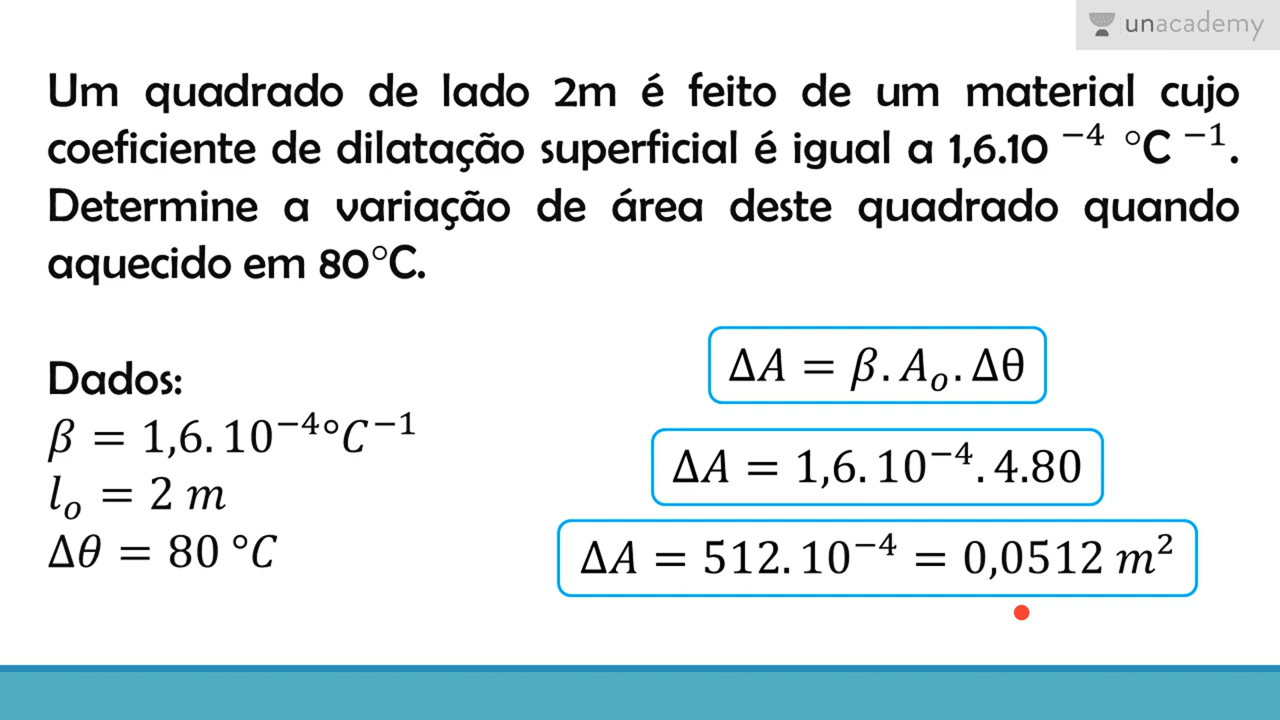 unacademy
Um quadrado de lado 2m é feito de um material cujo
coeficiente de dilatação superficial é igual a 1,6.10 ⁻⁴ °C ⁻¹.
Determine a variação de área deste quadrado quando
aquecido em 80°C.
Dados:
β = 1,6. 10⁻⁴°C⁻¹
lₒ = 2 m
Δθ = 80 °C
ΔA = β. Aₒ. Δθ
ΔA = 1,6. 10⁻⁴. 4.80
ΔA = 512. 10⁻⁴ = 0,0512 m²